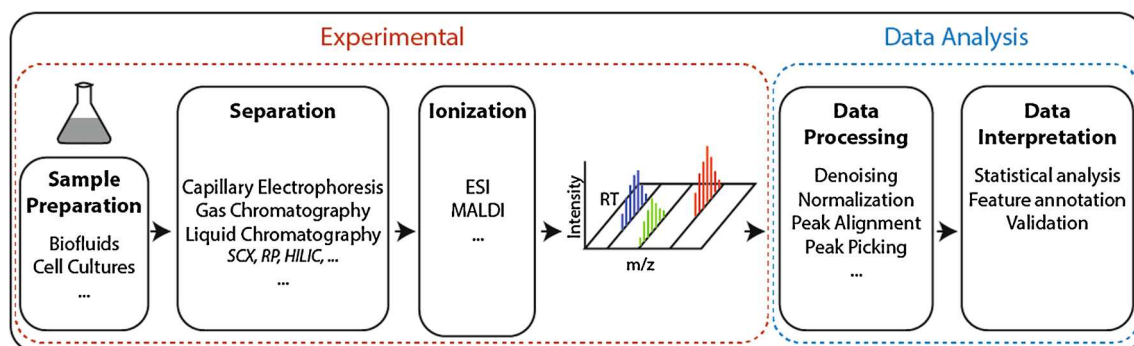 Experimental
Data Analysis
Sample
Preparation
Biofluids
Cell Cultures
...
Separation
Capillary Electrophoresis
Gas Chromatography
Liquid Chromatography
SCX, RP, HILIC, ...
...
Ionization
ESI
MALDI
...
Intensity
RT
m/z
Data
Processing
Denoising
Normalization
Peak Alignment
Peak Picking
...
Data
Interpretation
Statistical analysis
Feature annotation
Validation